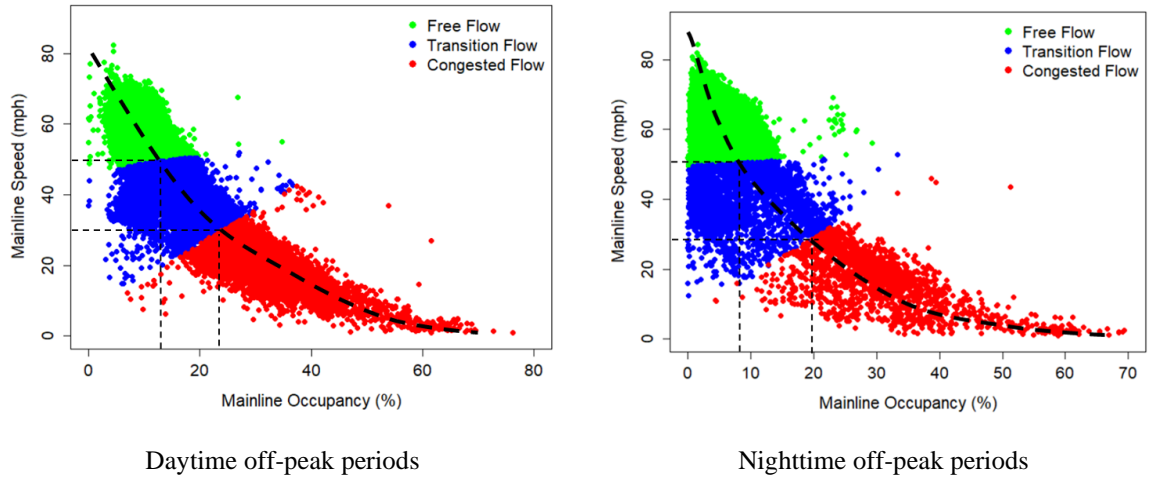 Free Flow
Transition Flow
Congested Flow
Mainline Speed (mph)
80
60
40
20
0
0 20 40 60 80
Mainline Occupancy (%)
Daytime off-peak periods
Free Flow
Transition Flow
Congested Flow
Mainline Speed (mph)
80
60
40
20
0
0 10 20 30 40 50 60 70
Mainline Occupancy (%)
Nighttime off-peak periods